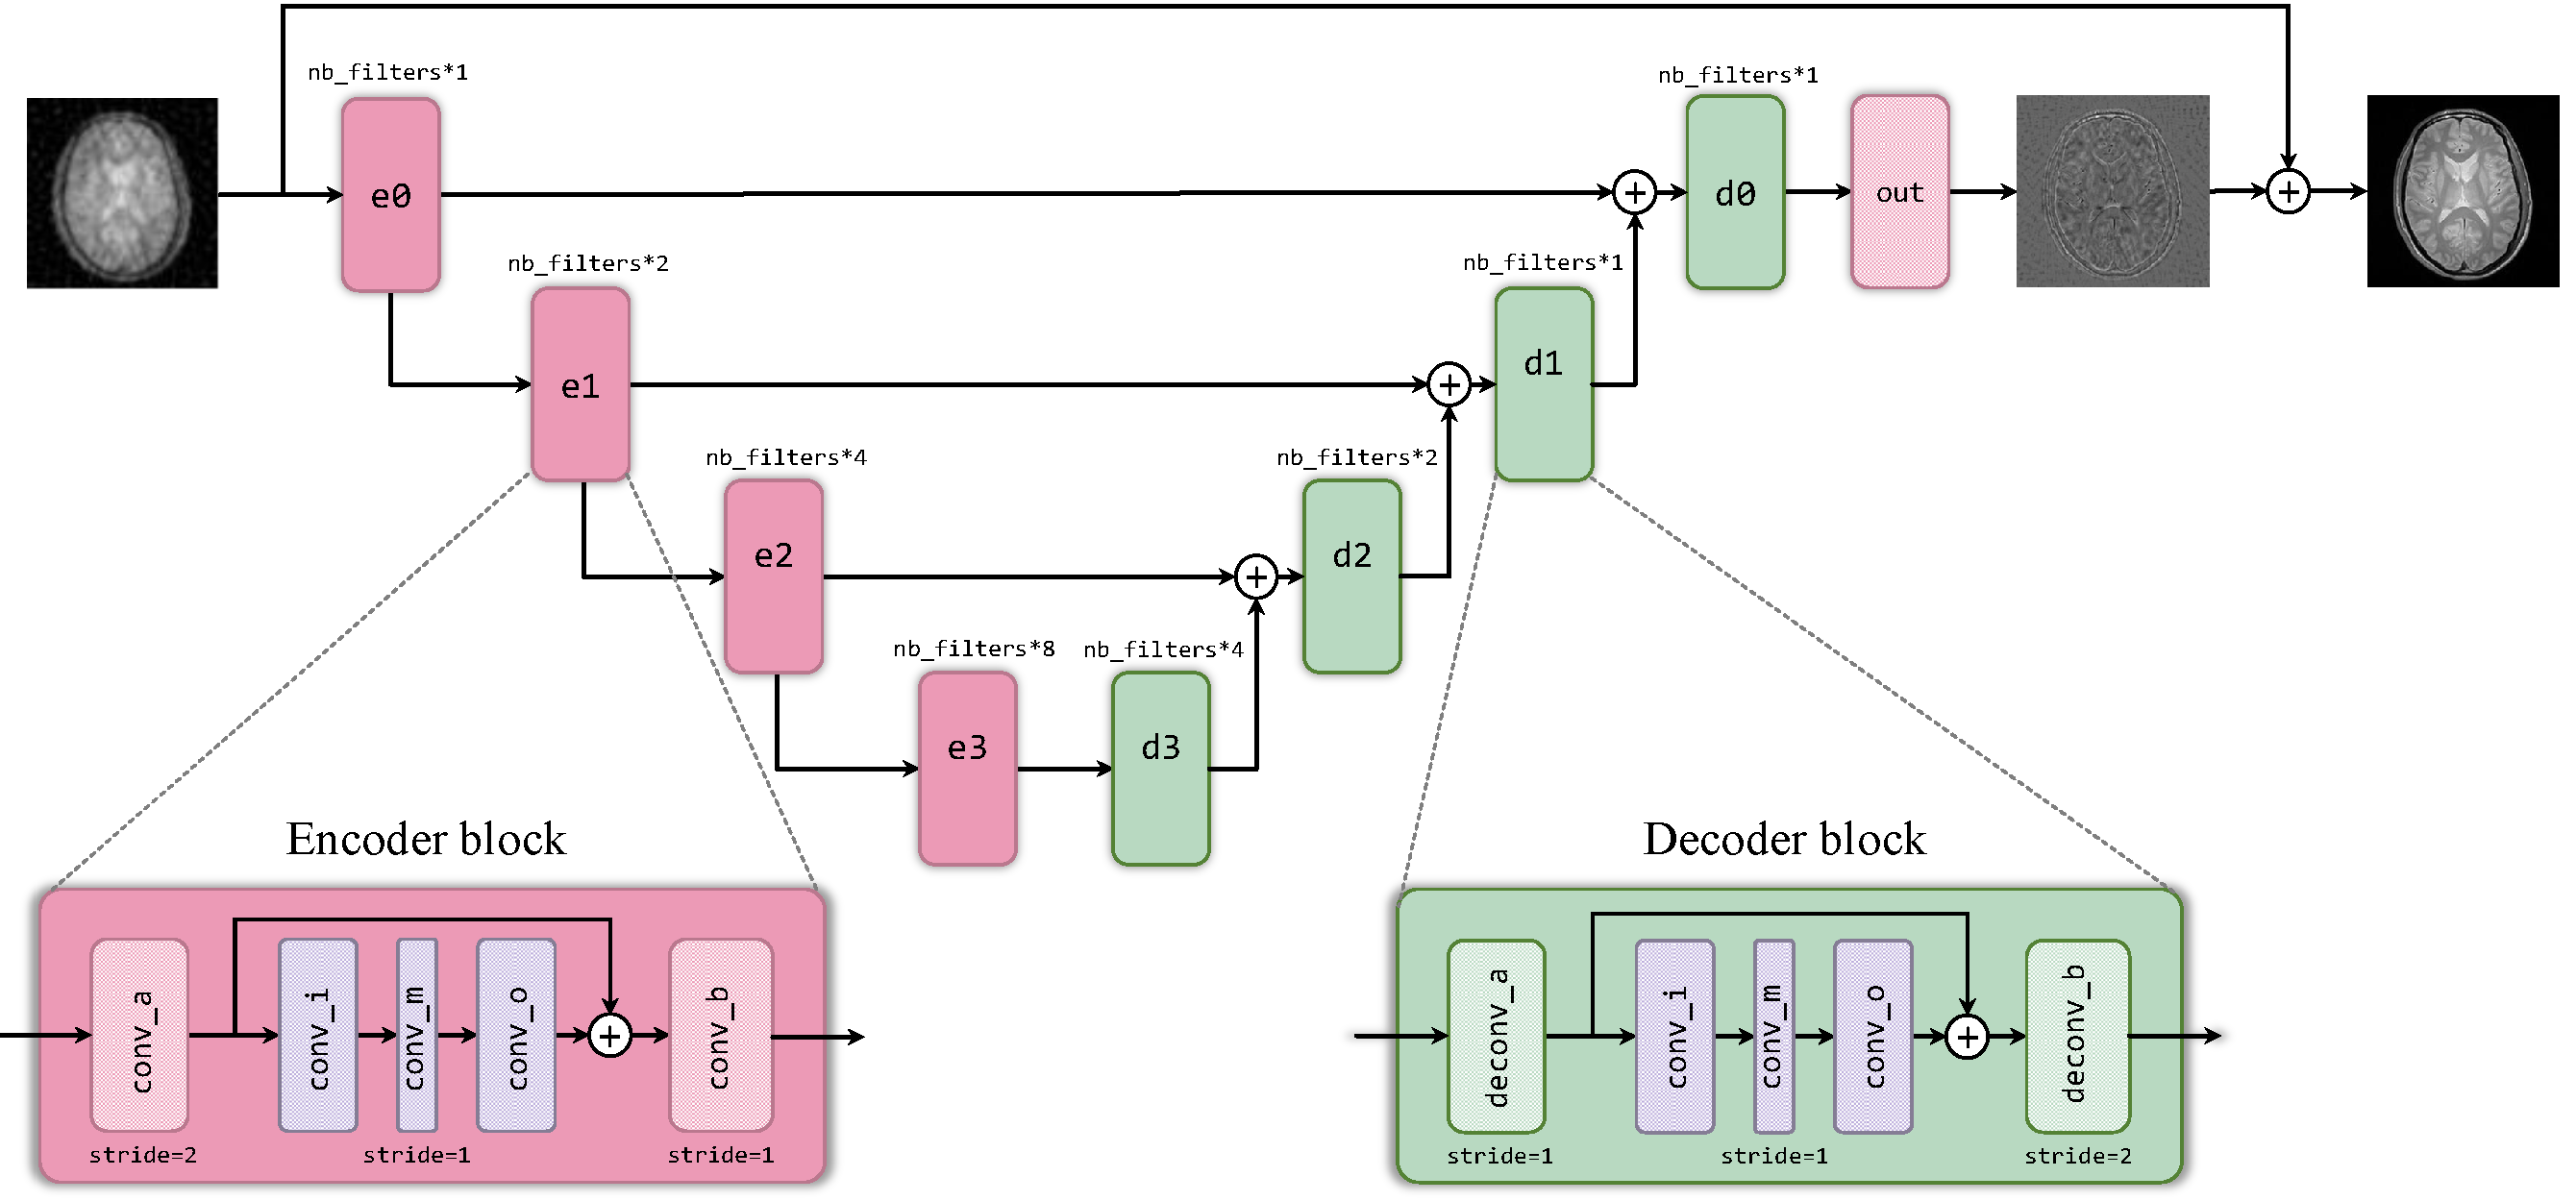 nb_filters*1
nb_filters*1
e0
d0
out
nb_filters*2
nb_filters*1
e1
d1
nb_filters*4
nb_filters*2
e2
d2
nb_filters*8
nb_filters*4
e3
d3
Encoder block
Decoder block
conv_a
conv_i
conv_m
conv_o
conv_b
stride=2
stride=1
stride=1
deconv_a
conv_i
conv_m
conv_o
deconv_b
stride=1
stride=1
stride=2